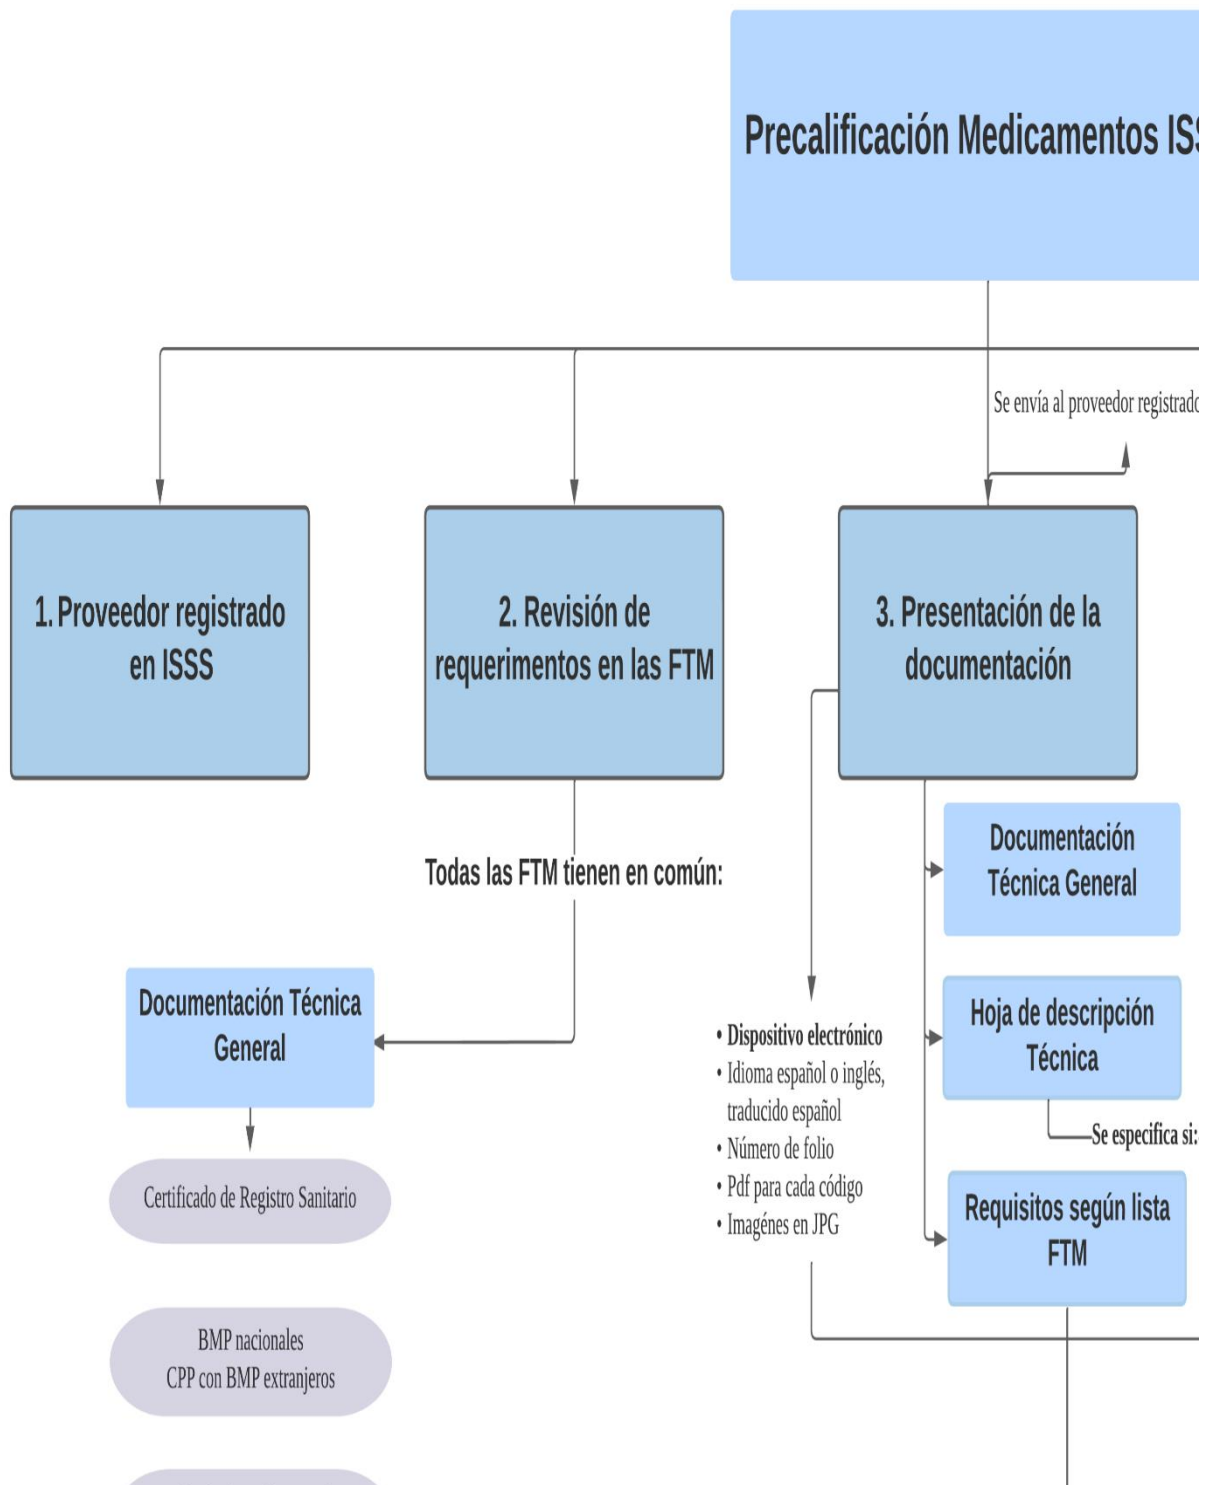 Precalificación Medicamentos ISS
Se envía al proveedor registrado
1. Proveedor registrado
en ISSS
2. Revisión de
requerimentos en las FTM
3. Presentación de la
documentación
Todas las FTM tienen en común:
Documentación Técnica
General
Certificado de Registro Sanitario
BMP nacionales
CPP con BMP extranjeros
• Dispositivo electrónico
• Idioma español o inglés,
traducido español
• Número de folio
• Pdf para cada código
• Imagénes en JPG
Documentación
Técnica General
Hoja de descripción
Técnica
Se especifica si:
Requisitos según lista
FTM